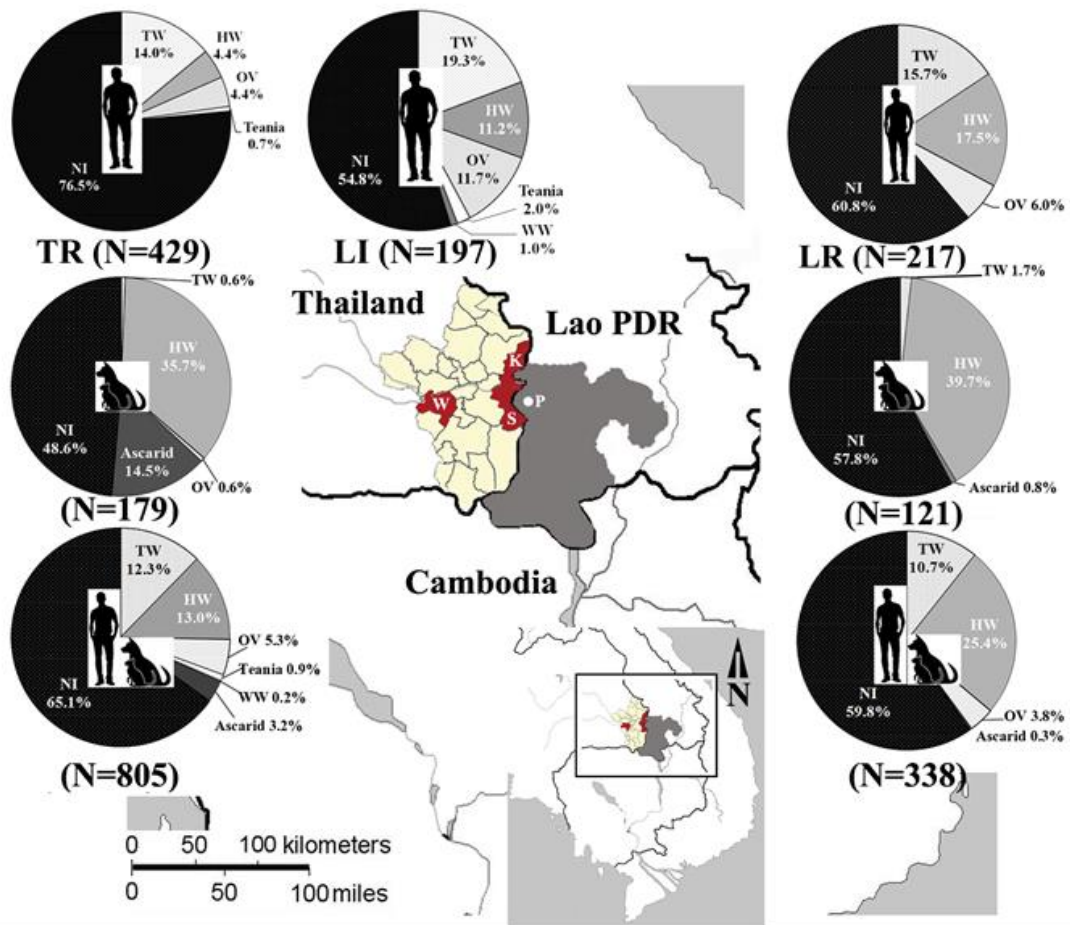 TW
14.0%
HW
4.4%
OV
4.4%
Teania
0.7%
NI
76.5%
TR (N=429)
TW
19.3%
HW
11.2%
OV
11.7%
Teania
2.0%
WW
1.0%
NI
54.8%
LI (N=197)
TW
15.7%
HW
17.5%
OV 6.0%
NI
60.8%
LR (N=217)
TW 0.6%
HW
35.7%
NI
48.6%
Ascarid
14.5%
OV 0.6%
(N=179)
Thailand
Lao PDR
K
W
P
S
Cambodia
TW 1.7%
HW
39.7%
NI
57.8%
Ascarid 0.8%
(N=121)
TW
12.3%
HW
13.0%
OV 5.3%
Teania 0.9%
WW 0.2%
Ascarid 3.2%
NI
65.1%
(N=805)
N
TW
10.7%
HW
25.4%
NI
59.8%
OV 3.8%
Ascarid 0.3%
(N=338)
0 50 100 kilometers
0 50 100 miles